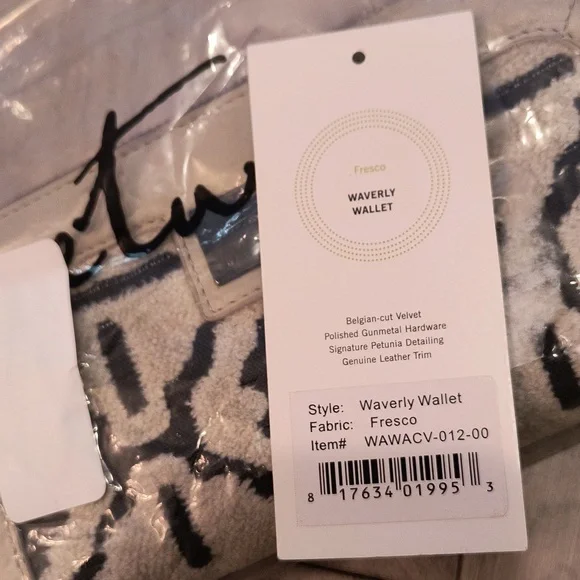 Fresco
WAVERLY
WALLET
Belgian-cut Velvet
Polished Gunmetal Hardware
Signature Petunia Detailing
Genuine Leather Trim
Style: Waverly Wallet
Fabric: Fresco
Item# WAWACV-012-00
8 17634 01995 3